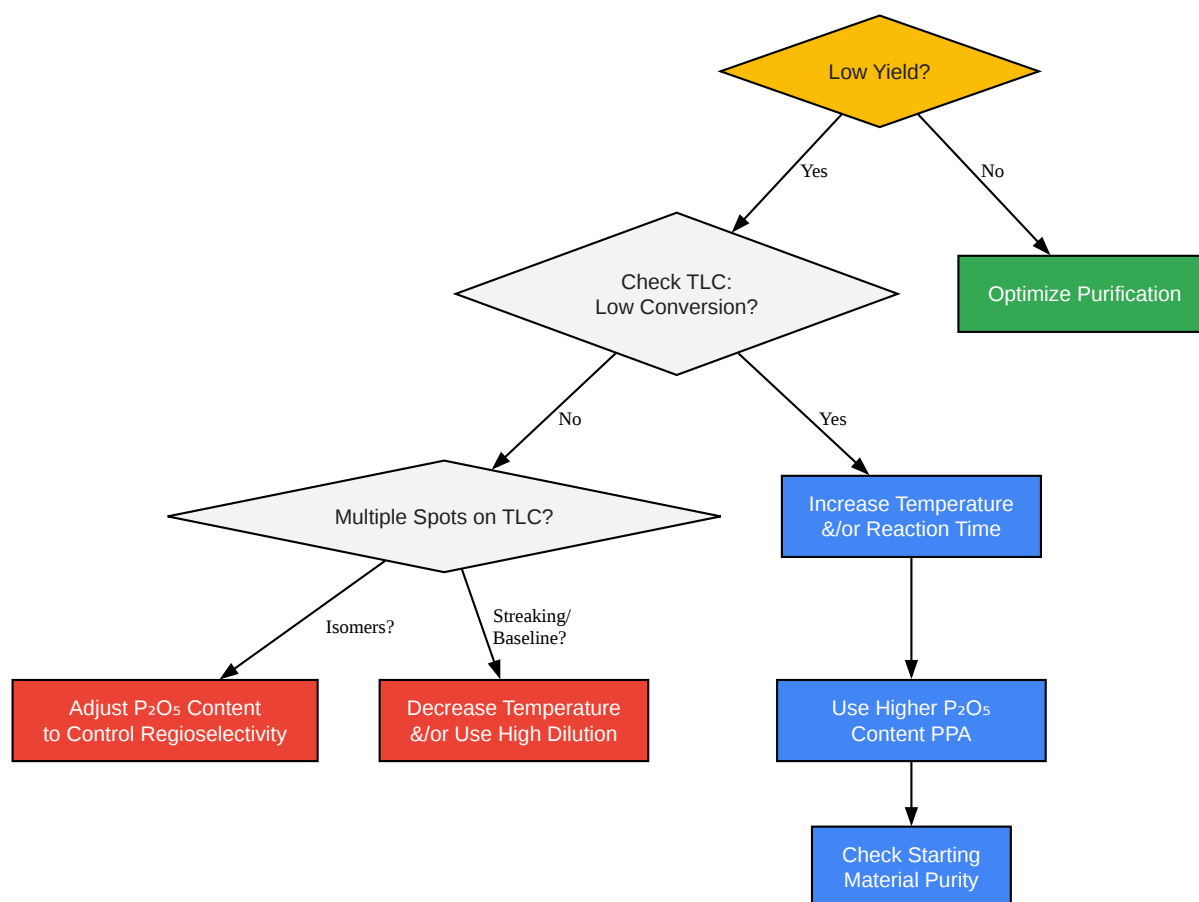 Low Yield?
Yes
No
Check TLC:
Low Conversion?
Optimize Purification
No
Yes
Multiple Spots on TLC?
Increase Temperature
&/or Reaction Time
Isomers?
Streaking/
Baseline?
Adjust P₂O₅ Content
to Control Regioselectivity
Decrease Temperature
&/or Use High Dilution
Use Higher P₂O₅
Content PPA
Check Starting
Material Purity